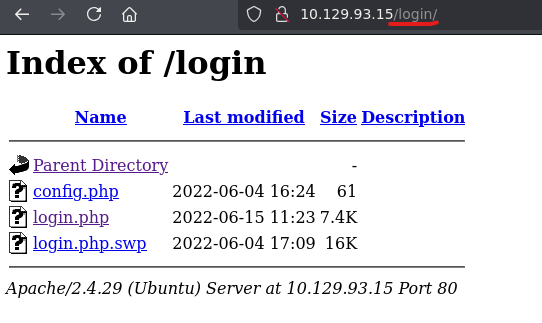 10.129.93.15/login/
Index of /login
Name Last modified Size Description
Parent Directory -
config.php 2022-06-04 16:24 61
login.php 2022-06-15 11:23 7.4K
login.php.swp 2022-06-04 17:09 16K
Apache/2.4.29 (Ubuntu) Server at 10.129.93.15 Port 80